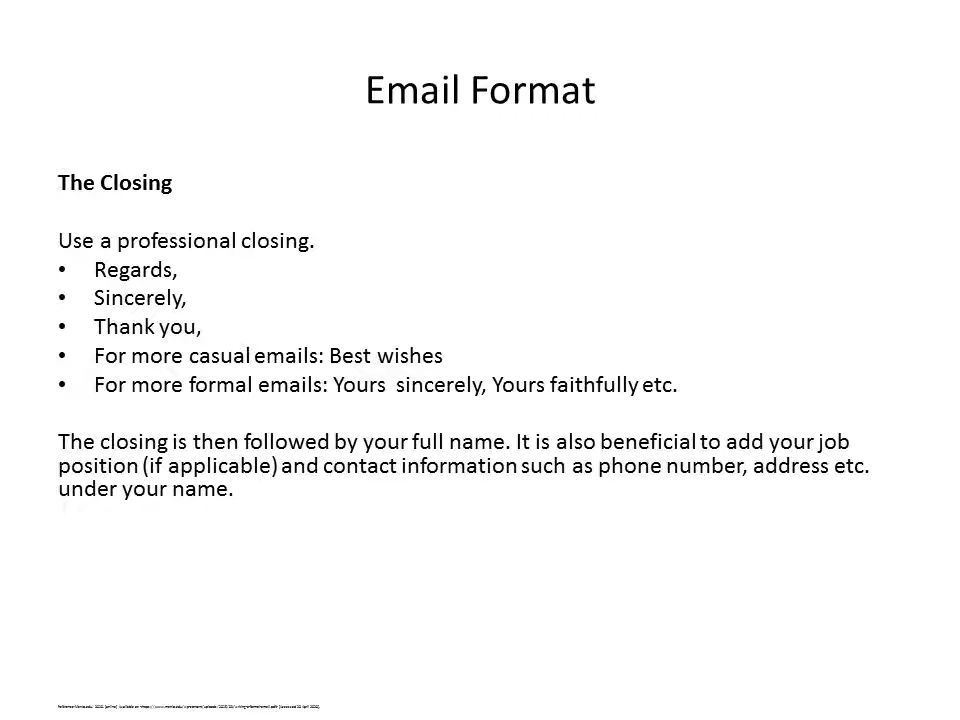 Email Format
The Closing
Use a professional closing.
• Regards,
• Sincerely,
• Thank you,
• For more casual emails: Best wishes
• For more formal emails: Yours  sincerely, Yours faithfully etc.
The closing is then followed by your full name. It is also beneficial to add your job
position (if applicable) and contact information such as phone number, address etc.
under your name.